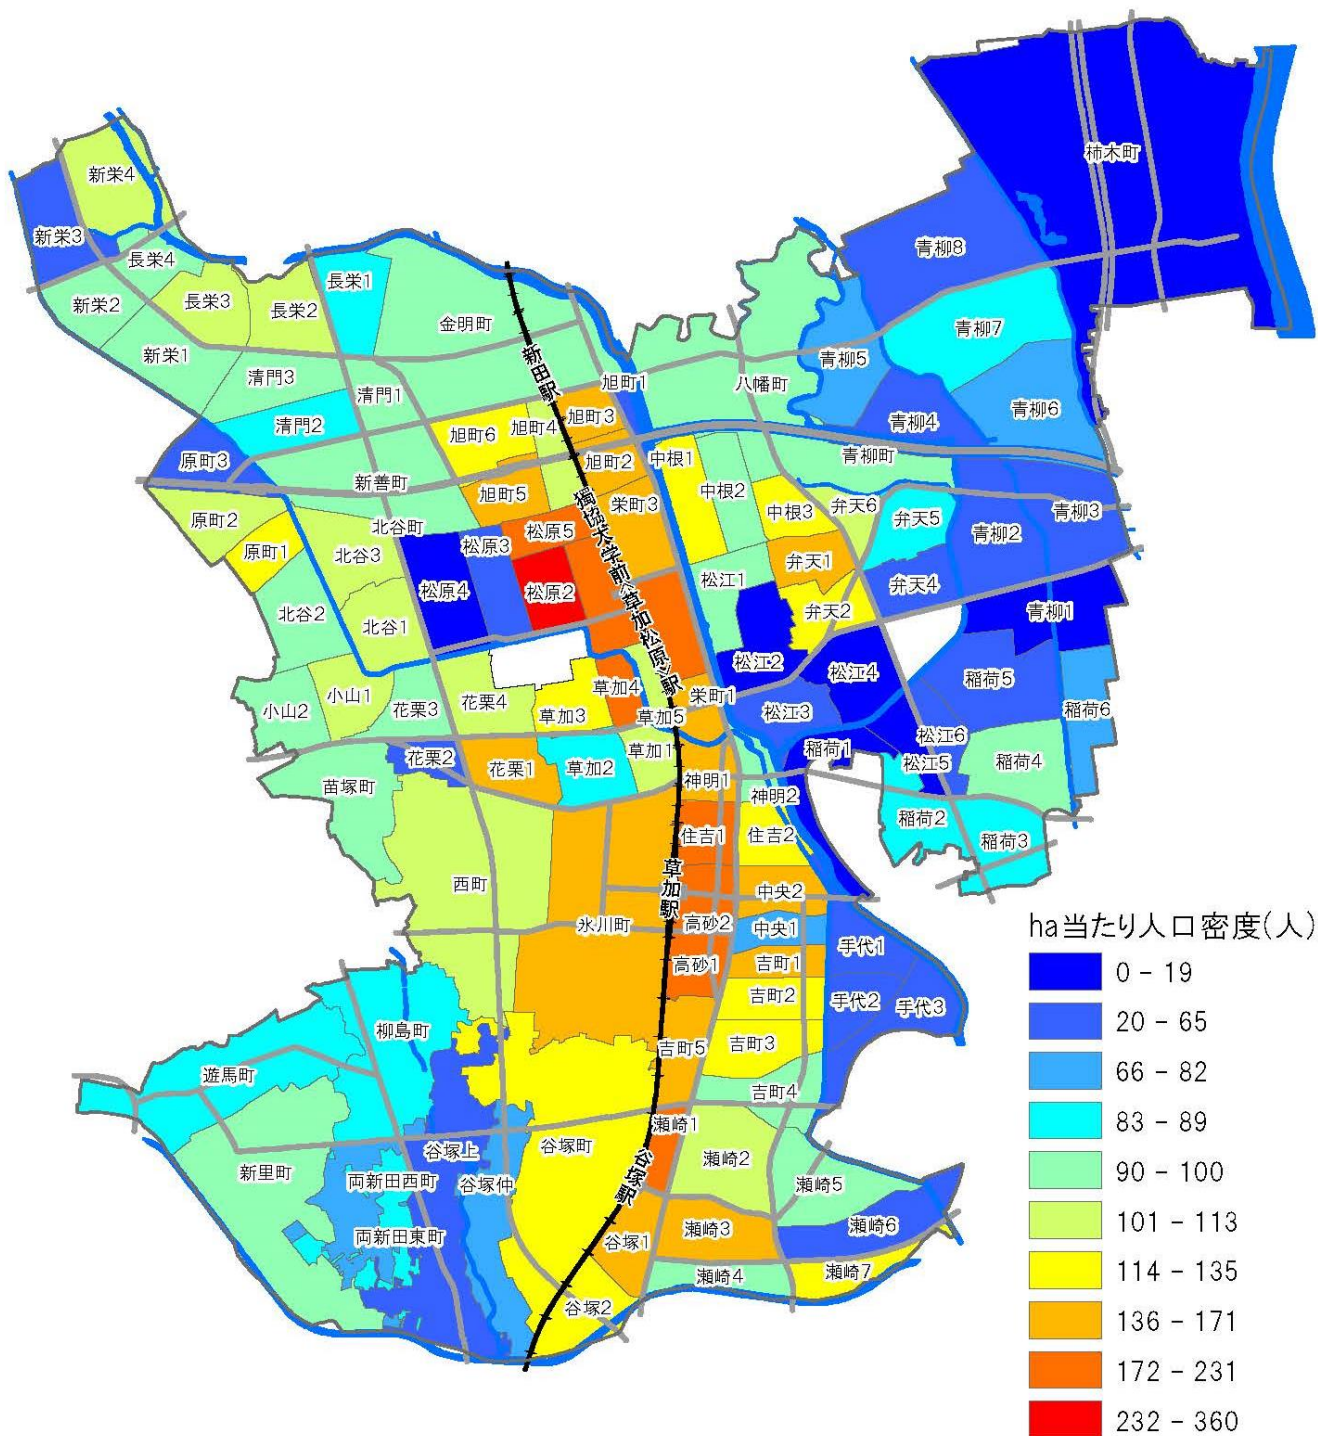 柿木町
新栄4
新栄3
長栄4
長栄1
青柳8
新栄2
長栄3
長栄2
金明町
青柳7
新栄1
青柳5
清門3
新田駅
旭町1
八幡町
清門1
青柳6
清門2
旭町6
旭町4
旭町3
青柳4
原町3
旭町2
中根1
青柳町
新善町
旭町5
栄町3
中根2
中根3
弁天6
弁天5
青柳3
原町2
北谷町
松原5
青柳2
原町1
北谷3
松原3
獨協大学前<草加松原>駅
松江1
弁天1
弁天4
松原4
松原2
青柳1
北谷2
北谷1
弁天2
松江2
松江4
小山1
草加4
栄町1
稲荷5
小山2
花栗3
花栗4
草加3
草加5
松江3
稲荷6
松江6
花栗2
花栗1
草加2
草加1
稲荷1
松江5
稲荷4
苗塚町
神明1
神明2
稲荷2
住吉1
住吉2
稲荷3
草加駅
西町
中央2
氷川町
高砂2
中央1
手代1
高砂1
吉町1
吉町2
手代2
手代3
柳島町
吉町5
吉町3
遊馬町
吉町4
瀬崎1
谷塚上
谷塚町
瀬崎2
新里町
両新田西町
谷塚仲
谷塚駅
瀬崎5
両新田東町
谷塚1
瀬崎3
瀬崎6
瀬崎4
瀬崎7
谷塚2
ha当たり人口密度(人)
0 - 19
20 - 65
66 - 82
83 - 89
90 - 100
101 - 113
114 - 135
136 - 171
172 - 231
232 - 360